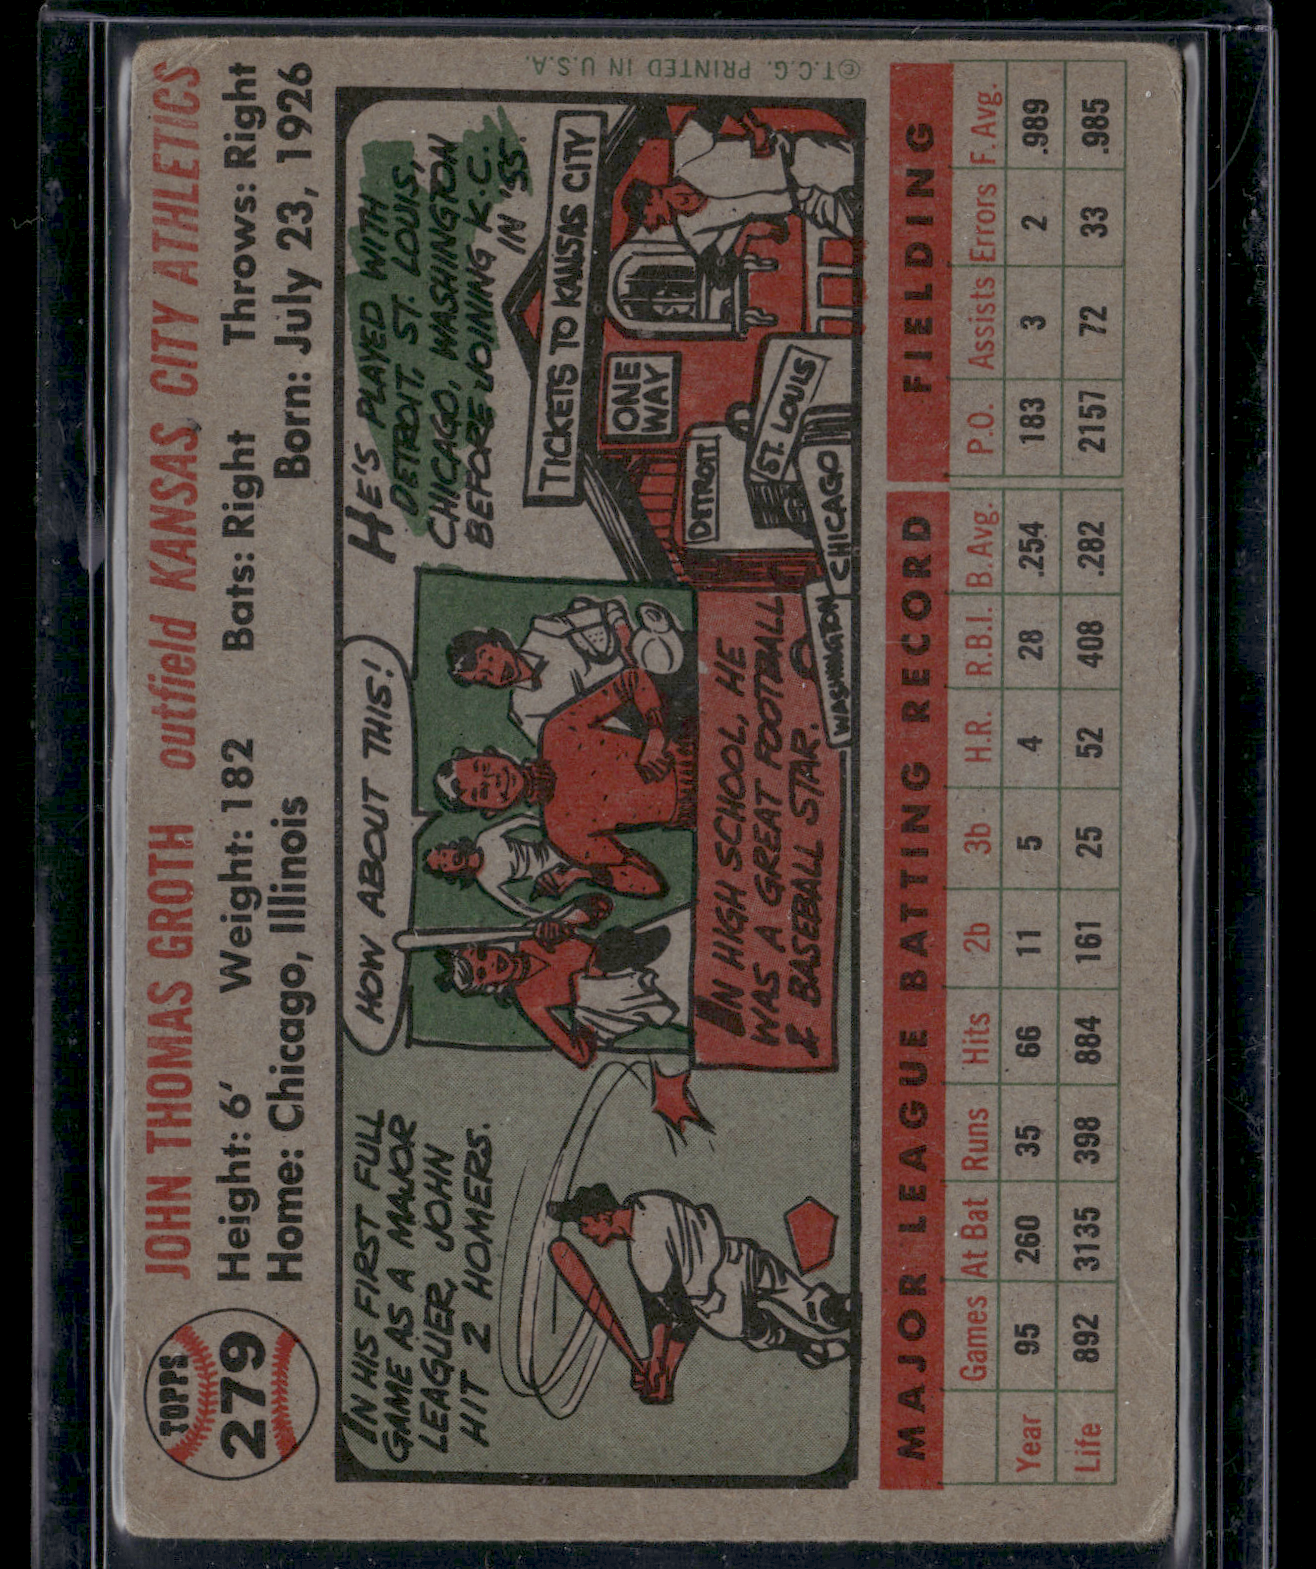 TOPPS
279
JOHN THOMAS GROTH outfield KANSAS CITY ATHLETICS
Height: 6' Weight: 182 Bats: Right Throws: Right
Home: Chicago, Illinois Born: July 23, 1926
IN HIS FIRST FULL
GAME AS A MAJOR
LEAGUER, JOHN
HIT 2 HOMERS.
HOW ABOUT THIS!
IN HIGH SCHOOL, HE
WAS A GREAT FOOTBALL
& BASEBALL STAR.
HE'S PLAYED WITH
DETROIT, ST. LOUIS,
CHICAGO, WASHINGTON
BEFORE JOINING K.C.
IN '55.
TICKETS TO KANSAS CITY
ONE
WAY
DETROIT
ST. LOUIS
CHICAGO
WASHINGTON
©T.C.G. PRINTED IN U.S.A.
MAJOR LEAGUE BATTING RECORD FIELDING
Games At Bat Runs Hits 2b 3b H.R. R.B.I. B.Avg. P.O. Assists Errors F.Avg.
Year 95 260 35 66 11 5 4 28 .254 183 3 2 .989
Life 892 3135 398 884 161 25 52 408 .282 2157 72 33 .985